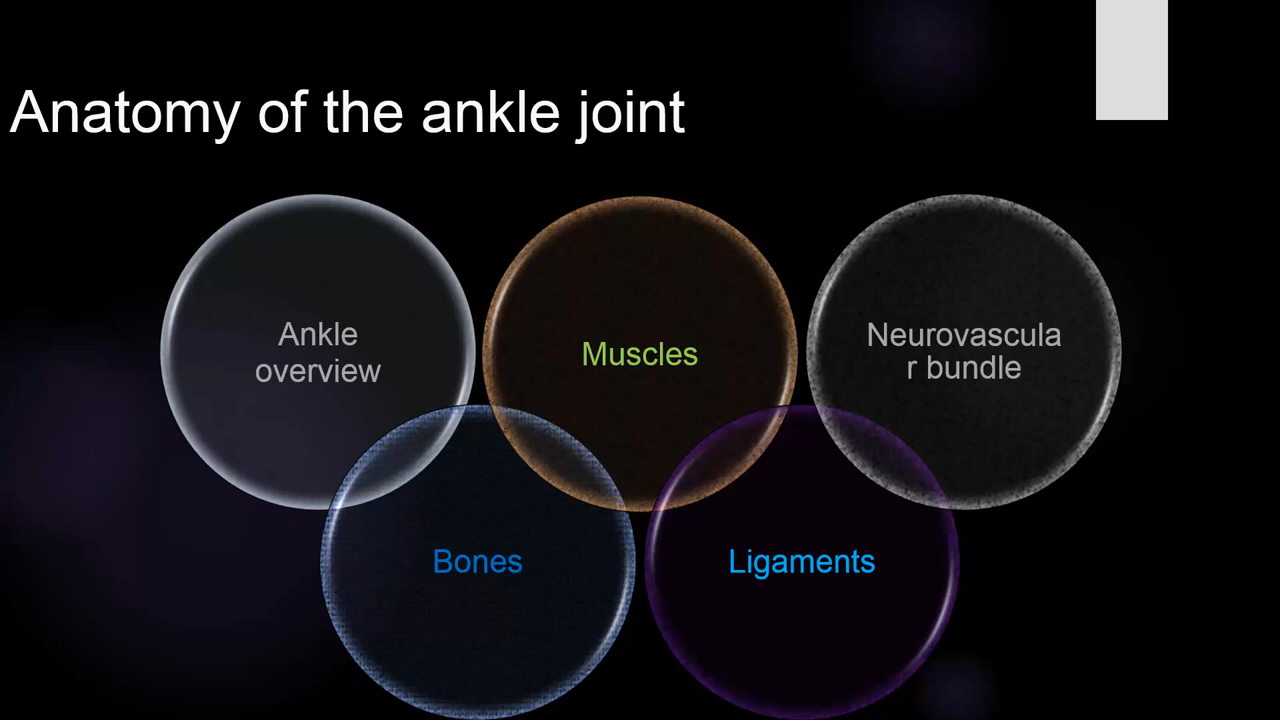 Anatomy of the ankle joint
Ankle
overview
Muscles
Neurovascula
r bundle
Bones
Ligaments